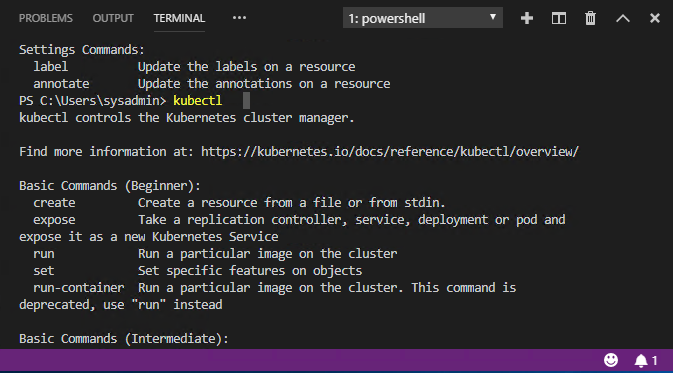 PROBLEMS OUTPUT TERMINAL ••• 1: powershell
Settings Commands:
label Update the labels on a resource
annotate Update the annotations on a resource
PS C:\Users\sysadmin> kubectl
kubectl controls the Kubernetes cluster manager.
Find more information at: https://kubernetes.io/docs/reference/kubectl/overview/
Basic Commands (Beginner):
create Create a resource from a file or from stdin.
expose Take a replication controller, service, deployment or pod and
expose it as a new Kubernetes Service
run Run a particular image on the cluster
set Set specific features on objects
run-container Run a particular image on the cluster. This command is
deprecated, use "run" instead
Basic Commands (Intermediate):
1